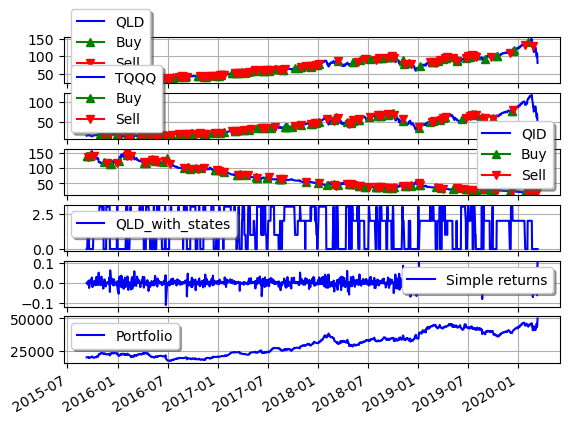 QLD
Buy
Sell
150
100
50
TQQQ
Buy
Sell
100
50
QID
Buy
Sell
150
100
50
QLD_with_states
2.5
0.0
Simple returns
0.1
0.0
−0.1
Portfolio
50000
25000
2015-07
2016-01
2016-07
2017-01
2017-07
2018-01
2018-07
2019-01
2019-07
2020-01